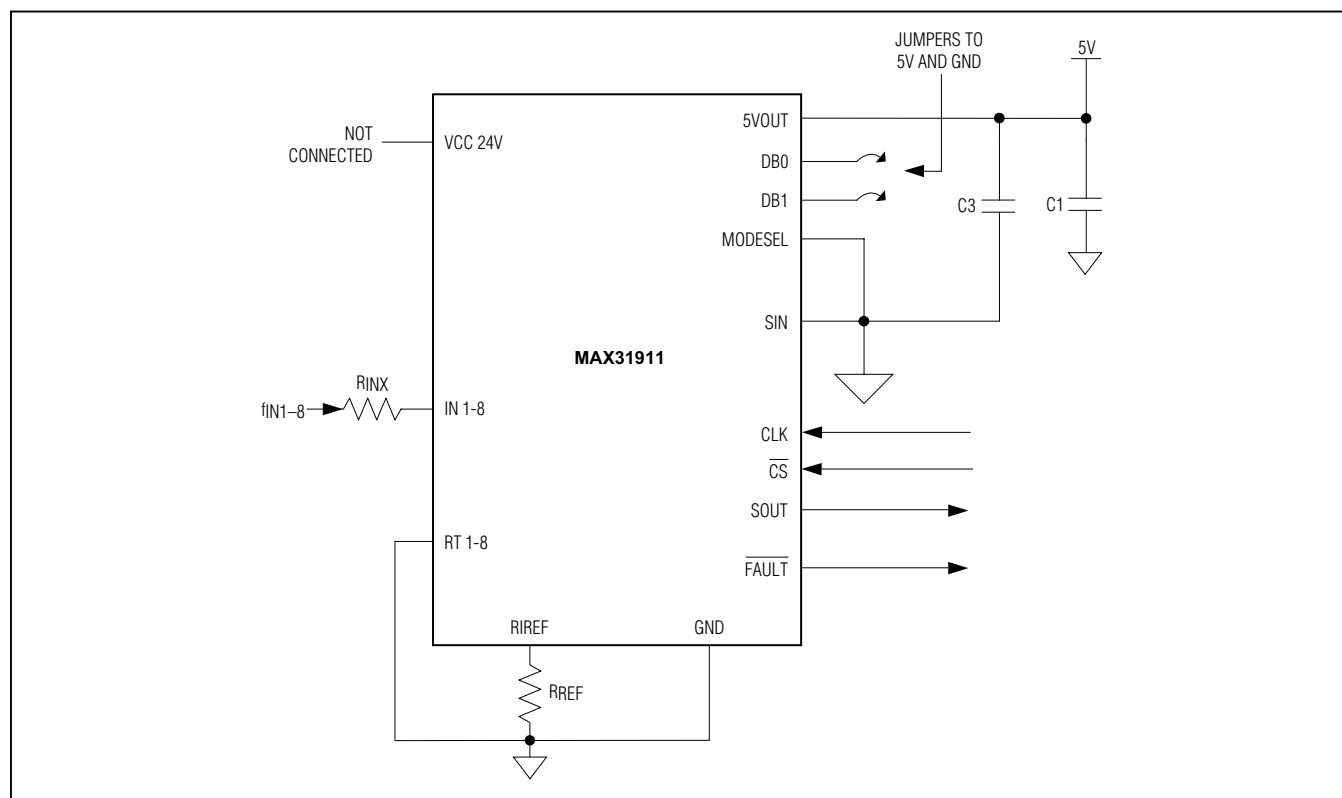 JUMPERS TO
5V AND GND
5V
NOT
CONNECTED
VCC 24V
5VOUT
DB0
DB1
C3
C1
MODESEL
SIN
MAX31911
RINX
fIN1–8
IN 1-8
CLK
CS
SOUT
RT 1-8
FAULT
RIREF
GND
RREF